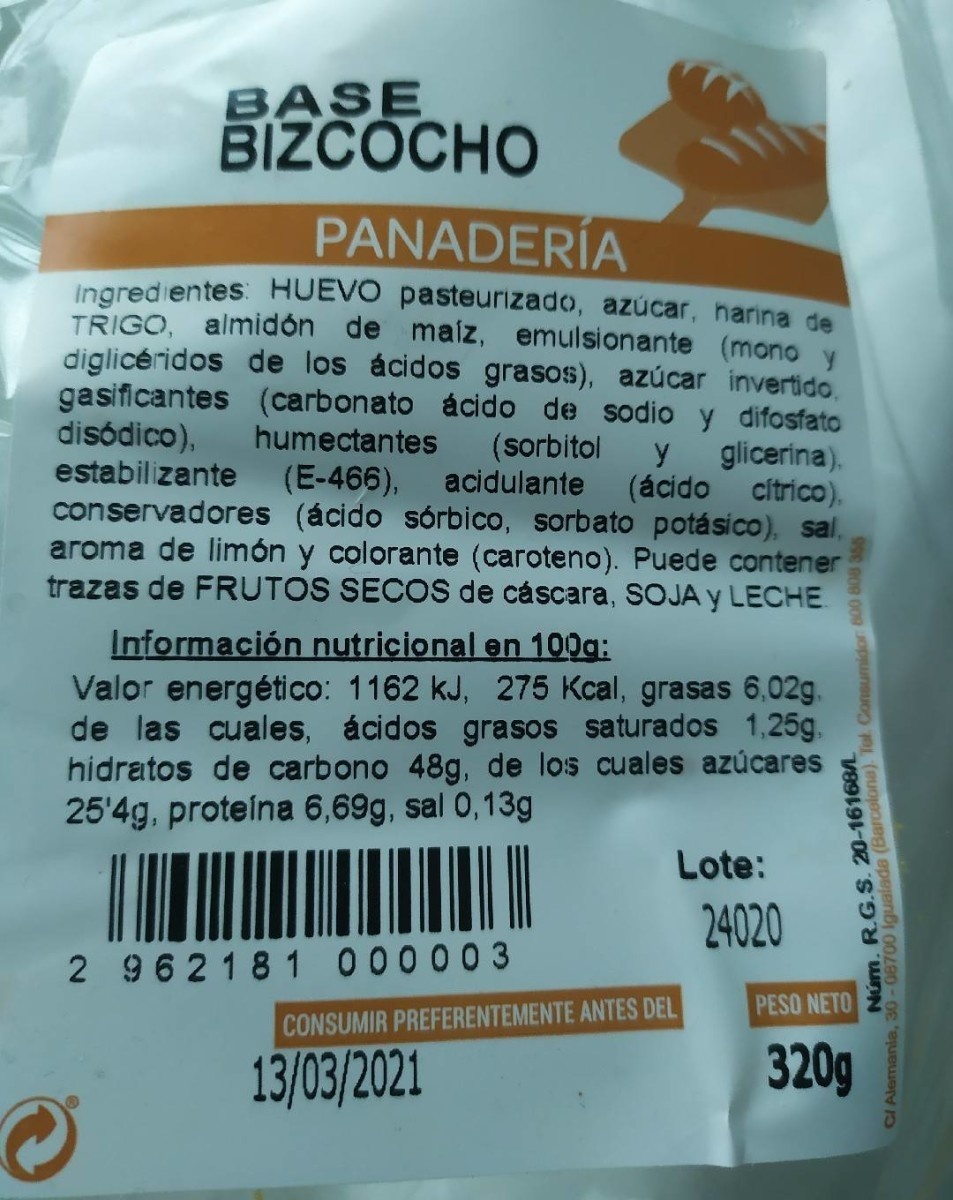 BASE
BIZCOCHO
PANADERÍA
Ingredientes: HUEVO pasteurizado, azúcar, harina de
TRIGO, almidón de maíz, emulsionante (mono y
diglicéridos de los ácidos grasos), azúcar invertido,
gasificantes (carbonato ácido de sodio y difosfato
disódico), humectantes (sorbitol y glicerina),
estabilizante (E-466), acidulante (ácido cítrico),
conservadores (ácido sórbico, sorbato potásico), sal,
aroma de limón y colorante (caroteno). Puede contener
trazas de FRUTOS SECOS de cáscara, SOJA y LECHE.
Información nutricional en 100g:
Valor energético: 1162 kJ, 275 Kcal, grasas 6,02g,
de las cuales, ácidos grasos saturados 1,25g,
hidratos de carbono 48g, de los cuales azúcares
25'4g, proteína 6,69g, sal 0,13g
2 962181 000003
Lote:
24020
CONSUMIR PREFERENTEMENTE ANTES DEL
13/03/2021
PESO NETO
320g
Núm. R.G.S. 20-16168/L
C/ Alemania, 30 - 08700 Igualada (Barcelona). Tel. Consumidor: 800 808